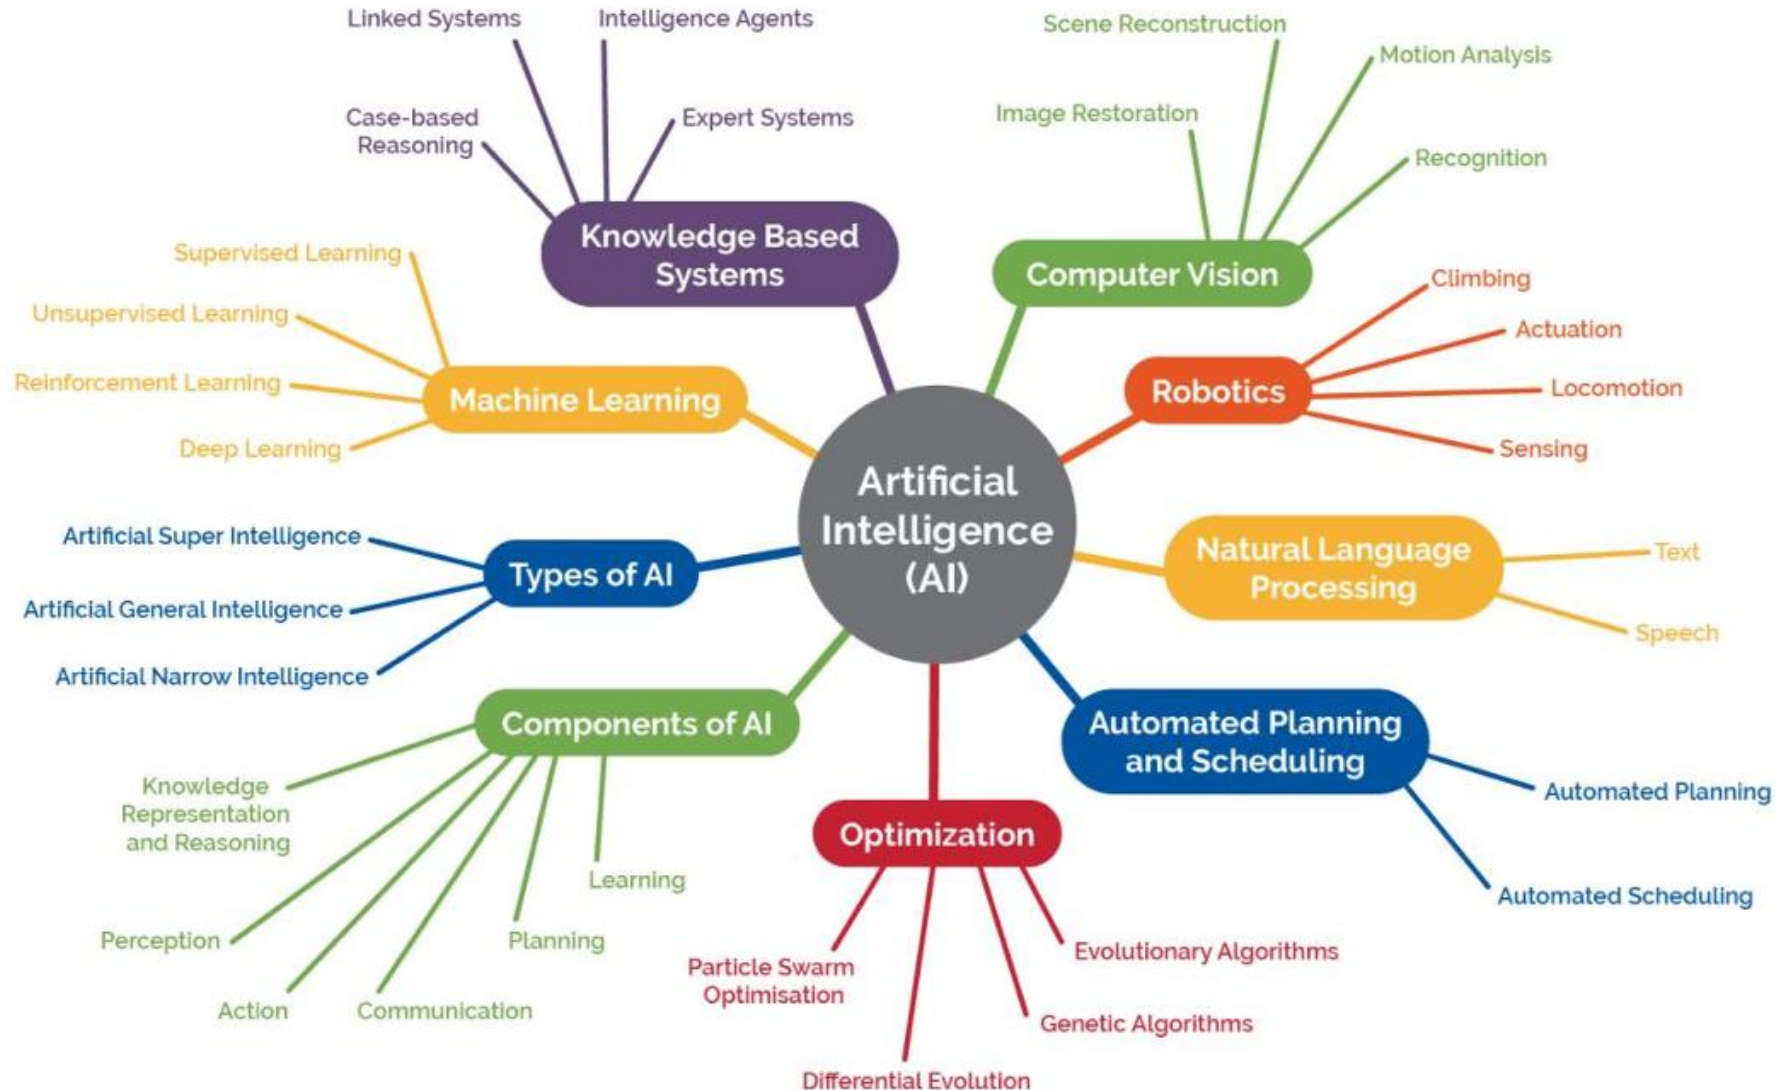 Linked Systems
Intelligence Agents
Case-based
Reasoning
Expert Systems
Knowledge Based
Systems
Scene Reconstruction
Motion Analysis
Image Restoration
Recognition
Computer Vision
Supervised Learning
Unsupervised Learning
Reinforcement Learning
Deep Learning
Machine Learning
Climbing
Actuation
Locomotion
Sensing
Robotics
Artificial
Intelligence
(AI)
Artificial Super Intelligence
Artificial General Intelligence
Artificial Narrow Intelligence
Types of AI
Natural Language
Processing
Text
Speech
Components of AI
Knowledge
Representation
and Reasoning
Perception
Action
Communication
Planning
Learning
Optimization
Particle Swarm
Optimisation
Differential Evolution
Genetic Algorithms
Evolutionary Algorithms
Automated Planning
and Scheduling
Automated Planning
Automated Scheduling